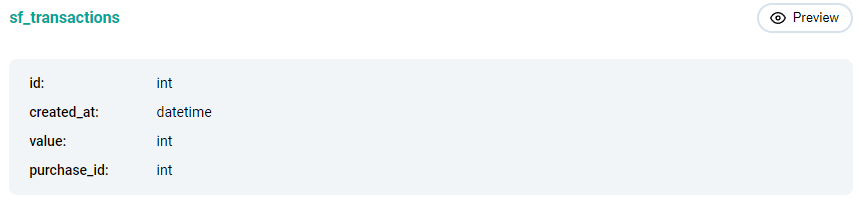 sf_transactions Preview
id: int
created_at: datetime
value: int
purchase_id: int